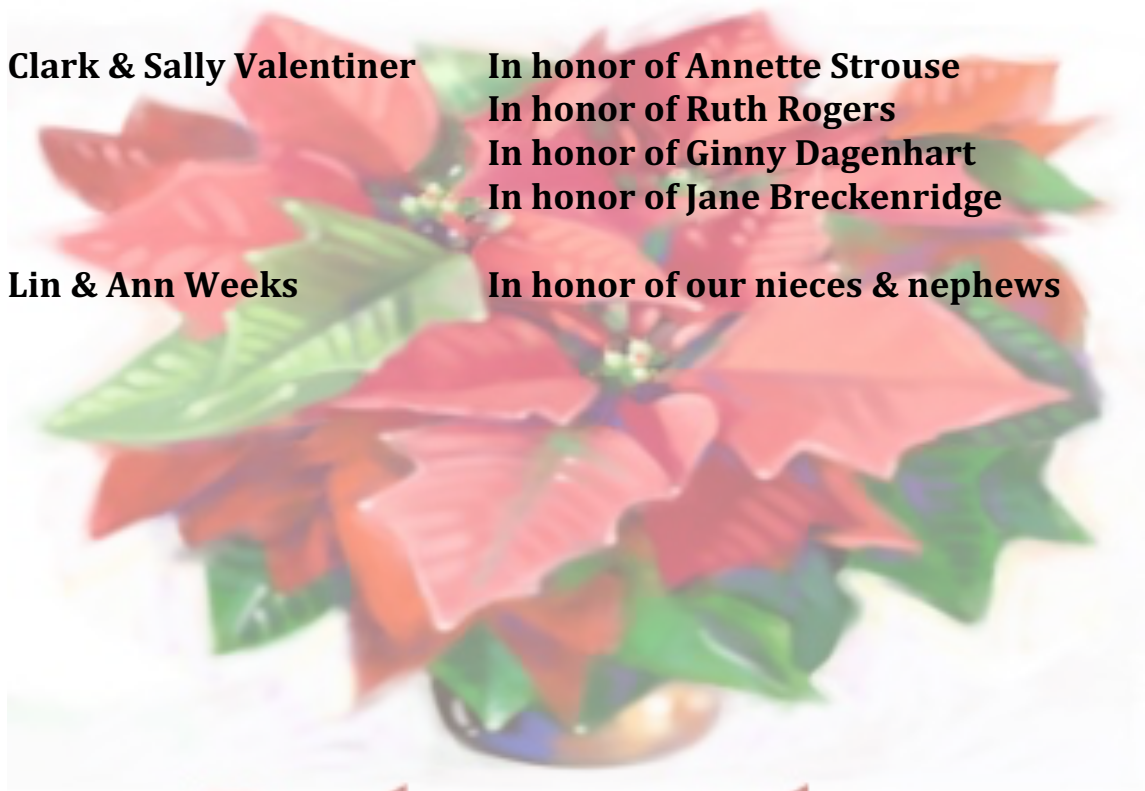 Clark & Sally Valentiner In honor of Annette Strouse
In honor of Ruth Rogers
In honor of Ginny Dagenhart
In honor of Jane Breckenridge
Lin & Ann Weeks In honor of our nieces & nephews